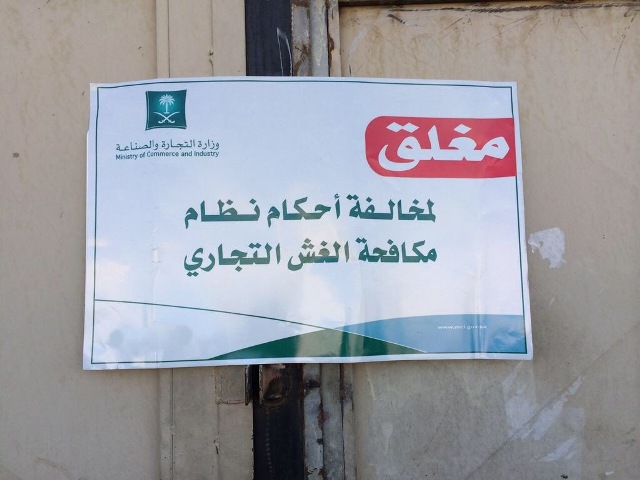 وزارة التجارة والصناعة
Ministry of Commerce and Industry
مغلق
لمخالفة أحكام نظام
مكافحة الغش التجاري